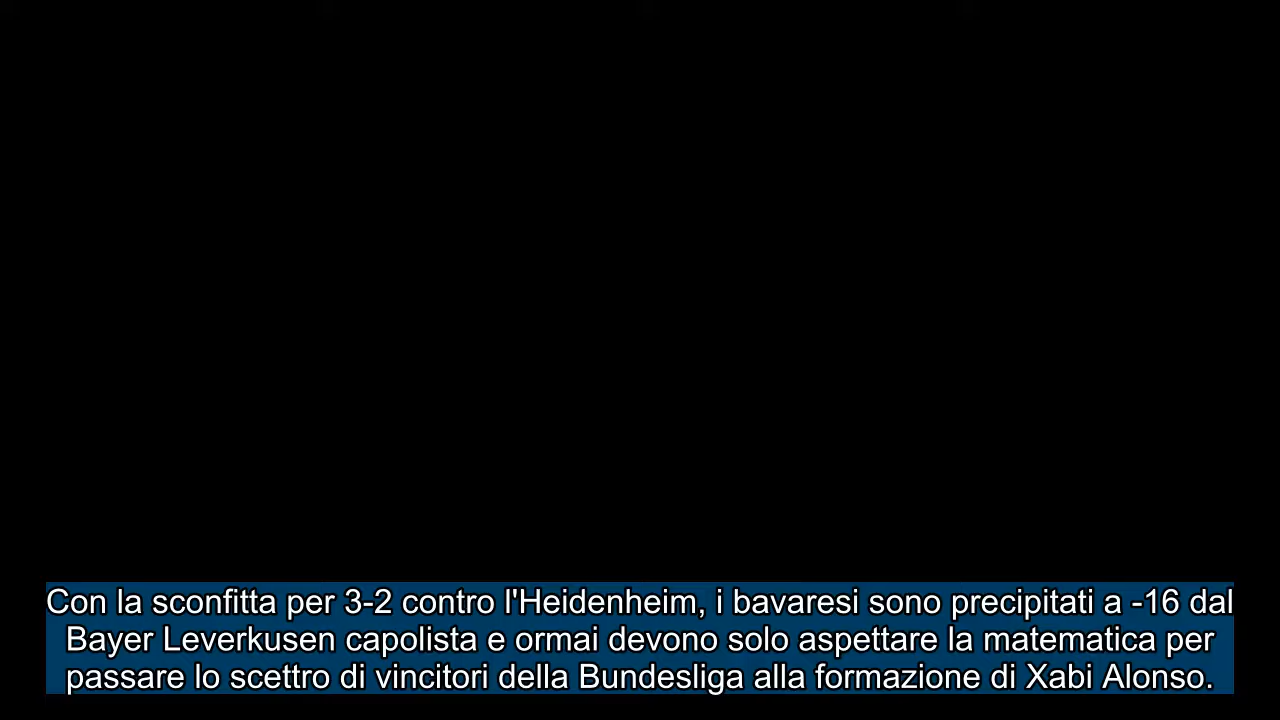 Con la sconfitta per 3-2 contro l'Heidenheim, i bavaresi sono precipitati a -16 dal
Bayer Leverkusen capolista e ormai devono solo aspettare la matematica per
passare lo scettro di vincitori della Bundesliga alla formazione di Xabi Alonso.